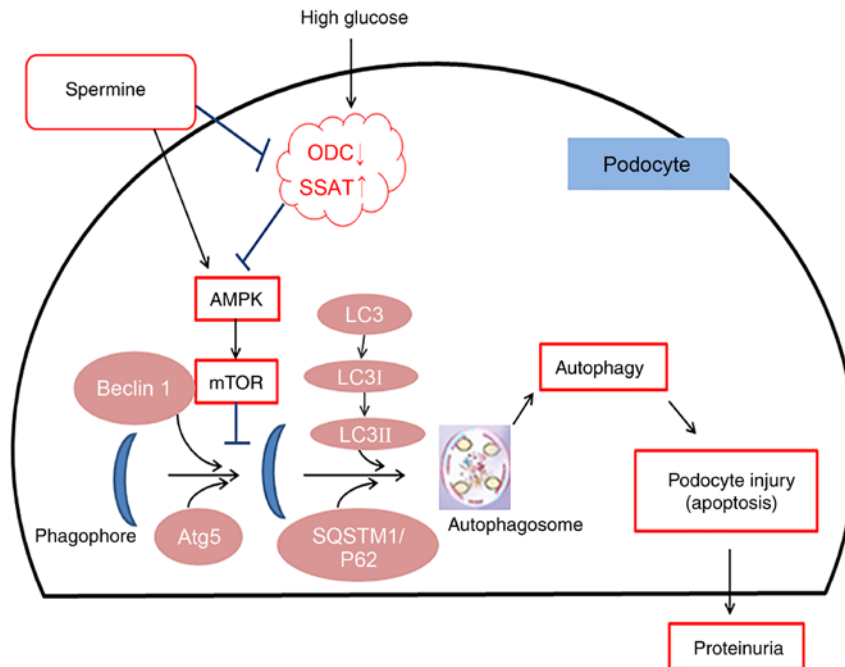 High glucose
Spermine
ODC↓
SSAT↑
Podocyte
AMPK
LC3
mTOR
Beclin 1
LC3I
LC3II
Autophagy
Phagophore
Atg5
SQSTM1/
P62
Autophagosome
Podocyte injury
(apoptosis)
Proteinuria